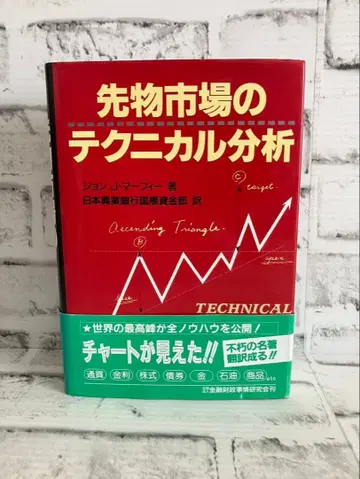 先物市場の
テクニカル分析
ジョン J.マーフィー 著
日本興業銀行国際資金部 訳
C
target
Ascending Triangle
B
open
TECHNICAL
★世界の最高峰が全ノウハウを公開！
チャートが見えた!!
不朽の名著
翻訳成る!!
通貨 金利 株式 債券 金 石油 商品 etc
金融財政事情研究会刊